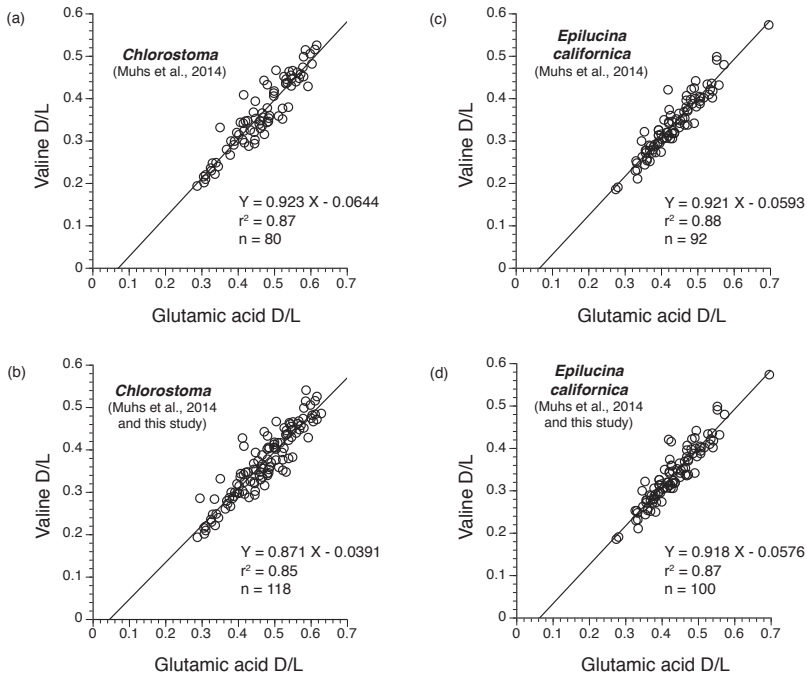 (a)
Chlorostoma
(Muhs et al., 2014)
Valine D/L
0.6
0.5
0.4
0.3
0.2
0.1
0
Y = 0.923 X - 0.0644
r² = 0.87
n = 80
0 0.1 0.2 0.3 0.4 0.5 0.6 0.7
Glutamic acid D/L
(c)
Epilucina
californica
(Muhs et al., 2014)
Valine D/L
0.6
0.5
0.4
0.3
0.2
0.1
0
Y = 0.921 X - 0.0593
r² = 0.88
n = 92
0 0.1 0.2 0.3 0.4 0.5 0.6 0.7
Glutamic acid D/L
(b)
Chlorostoma
(Muhs et al., 2014
and this study)
Valine D/L
0.6
0.5
0.4
0.3
0.2
0.1
0
Y = 0.871 X - 0.0391
r² = 0.85
n = 118
0 0.1 0.2 0.3 0.4 0.5 0.6 0.7
Glutamic acid D/L
(d)
Epilucina
californica
(Muhs et al., 2014
and this study)
Valine D/L
0.6
0.5
0.4
0.3
0.2
0.1
0
Y = 0.918 X - 0.0576
r² = 0.87
n = 100
0 0.1 0.2 0.3 0.4 0.5 0.6 0.7
Glutamic acid D/L